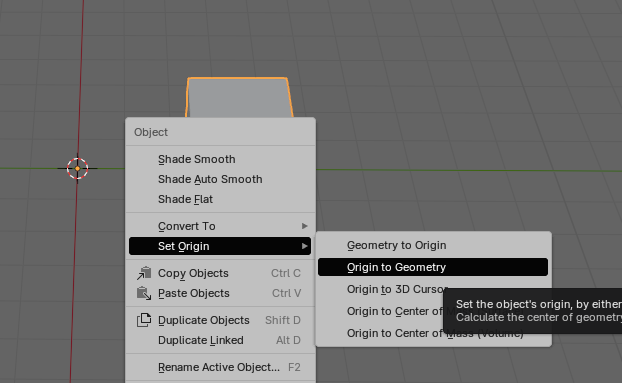 Object
Shade Smooth
Shade Auto Smooth
Shade Flat
Convert To
Set Origin
Geometry to Origin
Origin to Geometry
Origin to 3D Cursor
Origin to Center of
Origin to Center of Mass (Volume)
Set the object's origin, by either
Calculate the center of geometry
Copy Objects Ctrl C
Paste Objects Ctrl V
Duplicate Objects Shift D
Duplicate Linked Alt D
Rename Active Object... F2